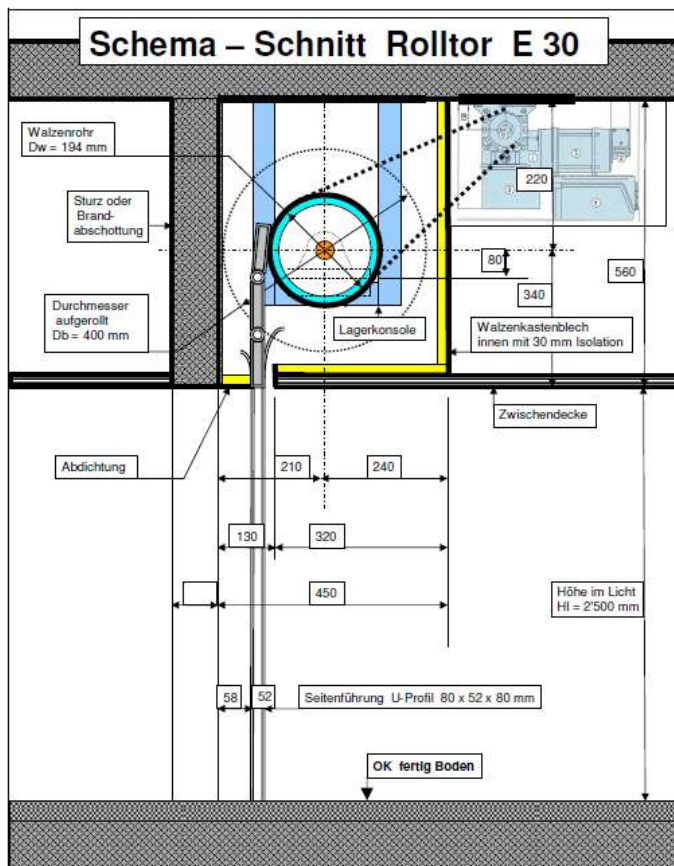 Schema – Schnitt Rolltor E 30
Walzenrohr
Dw = 194 mm
Sturz oder
Brand-
abschottung
Durchmesser
aufgerollt
Db = 400 mm
220
80
340
560
Lagerkonsole
Walzenkastenblech
innen mit 30 mm Isolation
Zwischendecke
Abdichtung
210
240
130
320
450
Höhe im Licht
Hl = 2'500 mm
58
52
Seitenführung U-Profil 80 x 52 x 80 mm
OK fertig Boden